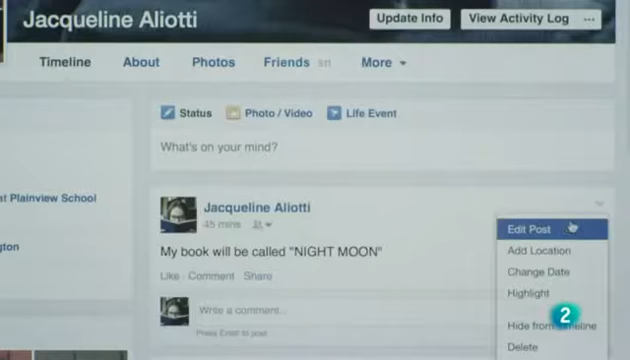 Jacqueline Aliotti
Update Info
View Activity Log ...
Timeline
About
Photos
Friends
More
Status
Photo / Video
Life Event
What's on your mind?
at Plainview School
Jacqueline Aliotti
45 mins
My book will be called "NIGHT MOON"
Like Comment Share
Write a comment...
Press Enter to post
Edit Post
Add Location
Change Date
Highlight
Hide from
Delete
2